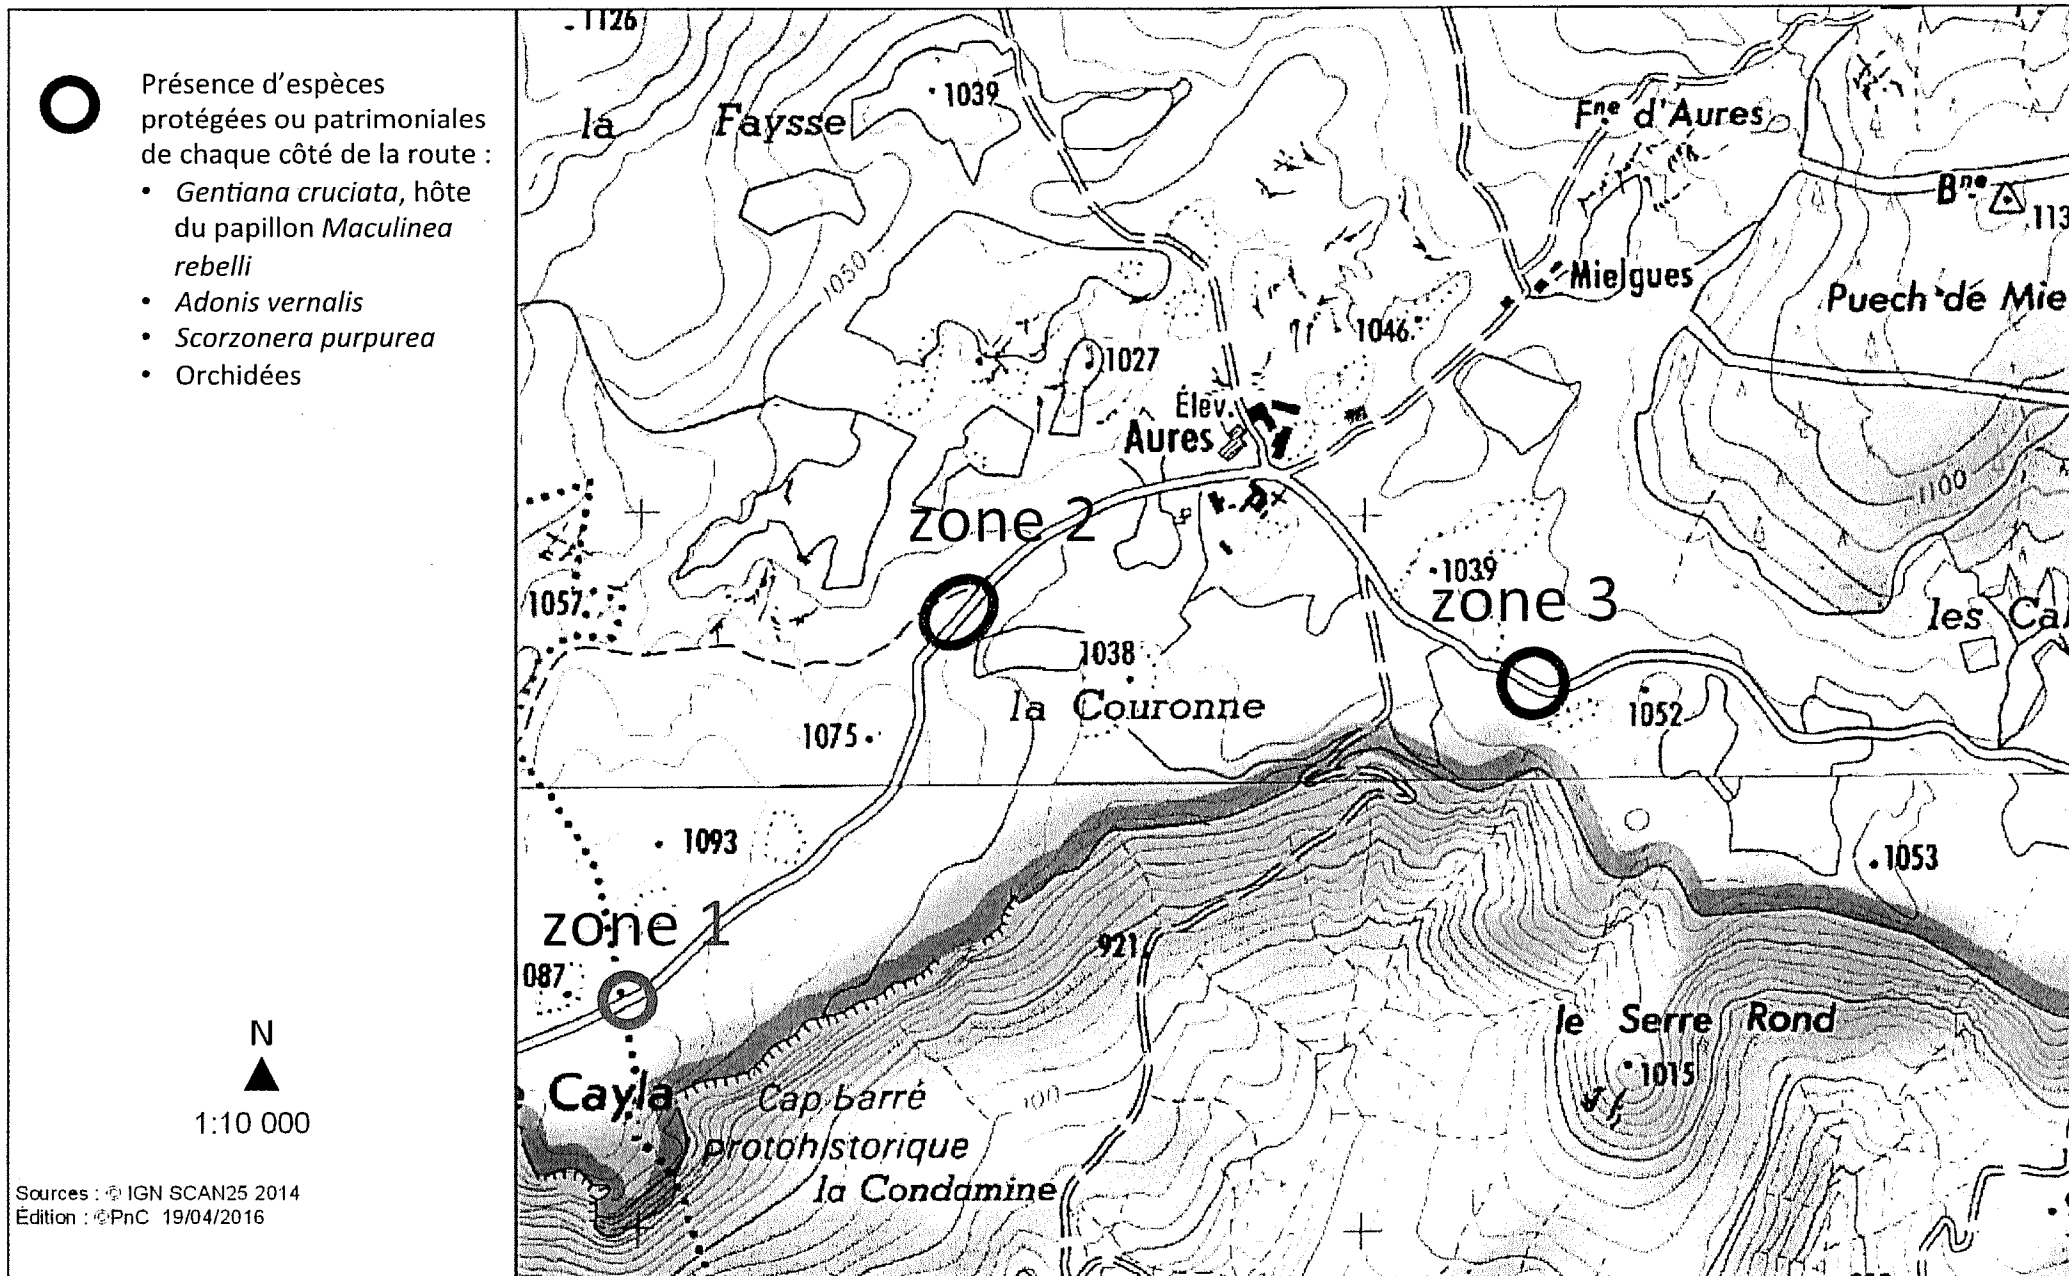 Présence d'espèces
protégées ou patrimoniales
de chaque côté de la route :
• Gentiana cruciata, hôte
du papillon Maculinea
rebelli
• Adonis vernalis
• Scorzonera purpurea
• Orchidées
N
1:10 000
Sources : © IGN SCAN25 2014
Édition : ©PnC 19/04/2016
1126
la Faysse
1039
Fne d'Aures
Bne
113
1050
Mielgues
Puech de Mie
1046
1027
Élev.
Aures
1100
zone 2
1057
1039
zone 3
les Cal
1038
la Couronne
1075
1052
1093
1053
zone 1
921
087
le Serre Rond
1015
Cayla
Cap barré
protohistorique
la Condamine